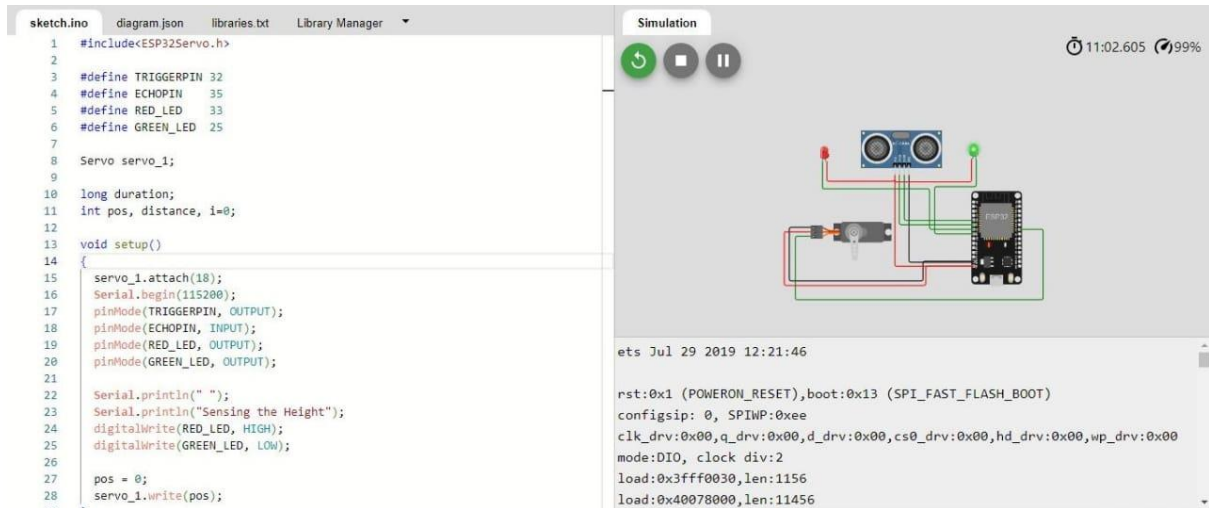 sketch.ino diagram.json libraries.txt Library Manager
1 #include<ESP32Servo.h>
2
3 #define TRIGGERPIN 32
4 #define ECHOPIN 35
5 #define RED_LED 33
6 #define GREEN_LED 25
7
8 Servo servo_1;
9
10 long duration;
11 int pos, distance, i=0;
12
13 void setup()
14 {
15 servo_1.attach(18);
16 Serial.begin(115200);
17 pinMode(TRIGGERPIN, OUTPUT);
18 pinMode(ECHOPIN, INPUT);
19 pinMode(RED_LED, OUTPUT);
20 pinMode(GREEN_LED, OUTPUT);
21
22 Serial.println(" ");
23 Serial.println("Sensing the Height");
24 digitalWrite(RED_LED, HIGH);
25 digitalWrite(GREEN_LED, LOW);
26
27 pos = 0;
28 servo_1.write(pos);
Simulation
11:02.605 99%
ESP32
ets Jul 29 2019 12:21:46
rst:0x1 (POWERON_RESET),boot:0x13 (SPI_FAST_FLASH_BOOT)
configsip: 0, SPIWP:0xee
clk_drv:0x00,q_drv:0x00,d_drv:0x00,cs0_drv:0x00,hd_drv:0x00,wp_drv:0x00
mode:DIO, clock div:2
load:0x3fff0030,len:1156
load:0x40078000,len:11456